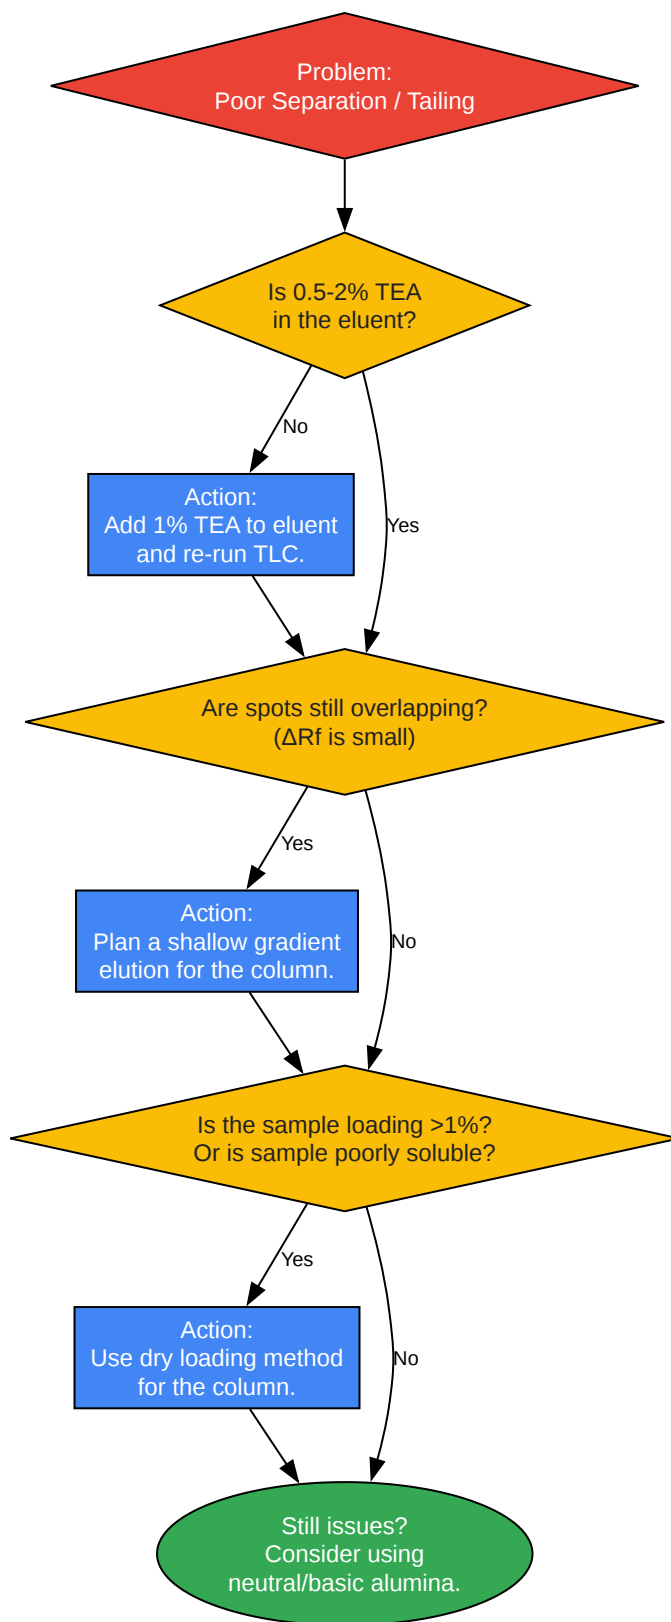 Problem:
Poor Separation / Tailing
Is 0.5-2% TEA
in the eluent?
No
Action:
Add 1% TEA to eluent
and re-run TLC.
Yes
Are spots still overlapping?
(ΔRf is small)
Yes
Action:
Plan a shallow gradient
elution for the column.
No
Is the sample loading >1%?
Or is sample poorly soluble?
Yes
Action:
Use dry loading method
for the column.
No
Still issues?
Consider using
neutral/basic alumina.